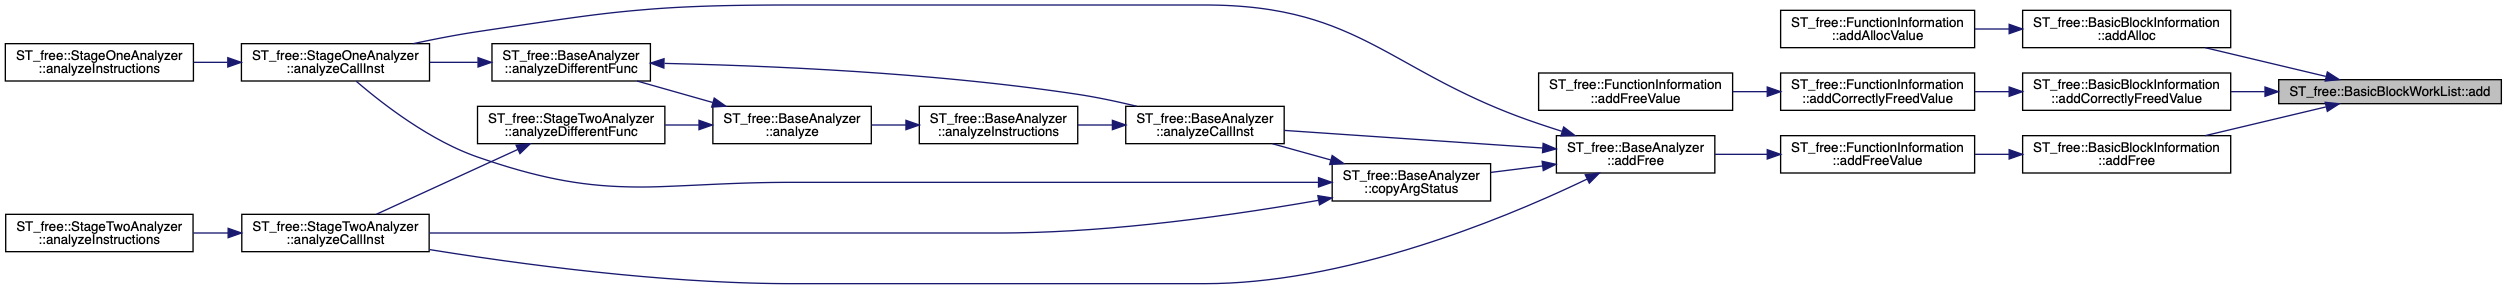 ST_free::StageOneAnalyzer
::analyzeInstructions
ST_free::StageOneAnalyzer
::analyzeCallInst
ST_free::BaseAnalyzer
::analyzeDifferentFunc
ST_free::StageTwoAnalyzer
::analyzeDifferentFunc
ST_free::BaseAnalyzer
::analyze
ST_free::BaseAnalyzer
::analyzeInstructions
ST_free::BaseAnalyzer
::analyzeCallInst
ST_free::BaseAnalyzer
::copyArgStatus
ST_free::StageTwoAnalyzer
::analyzeInstructions
ST_free::StageTwoAnalyzer
::analyzeCallInst
ST_free::BaseAnalyzer
::addFree
ST_free::FunctionInformation
::addFreeValue
ST_free::FunctionInformation
::addAllocValue
ST_free::FunctionInformation
::addCorrectlyFreedValue
ST_free::FunctionInformation
::addFreeValue
ST_free::BasicBlockInformation
::addAlloc
ST_free::BasicBlockInformation
::addCorrectlyFreedValue
ST_free::BasicBlockInformation
::addFree
ST_free::BasicBlockWorkList::add